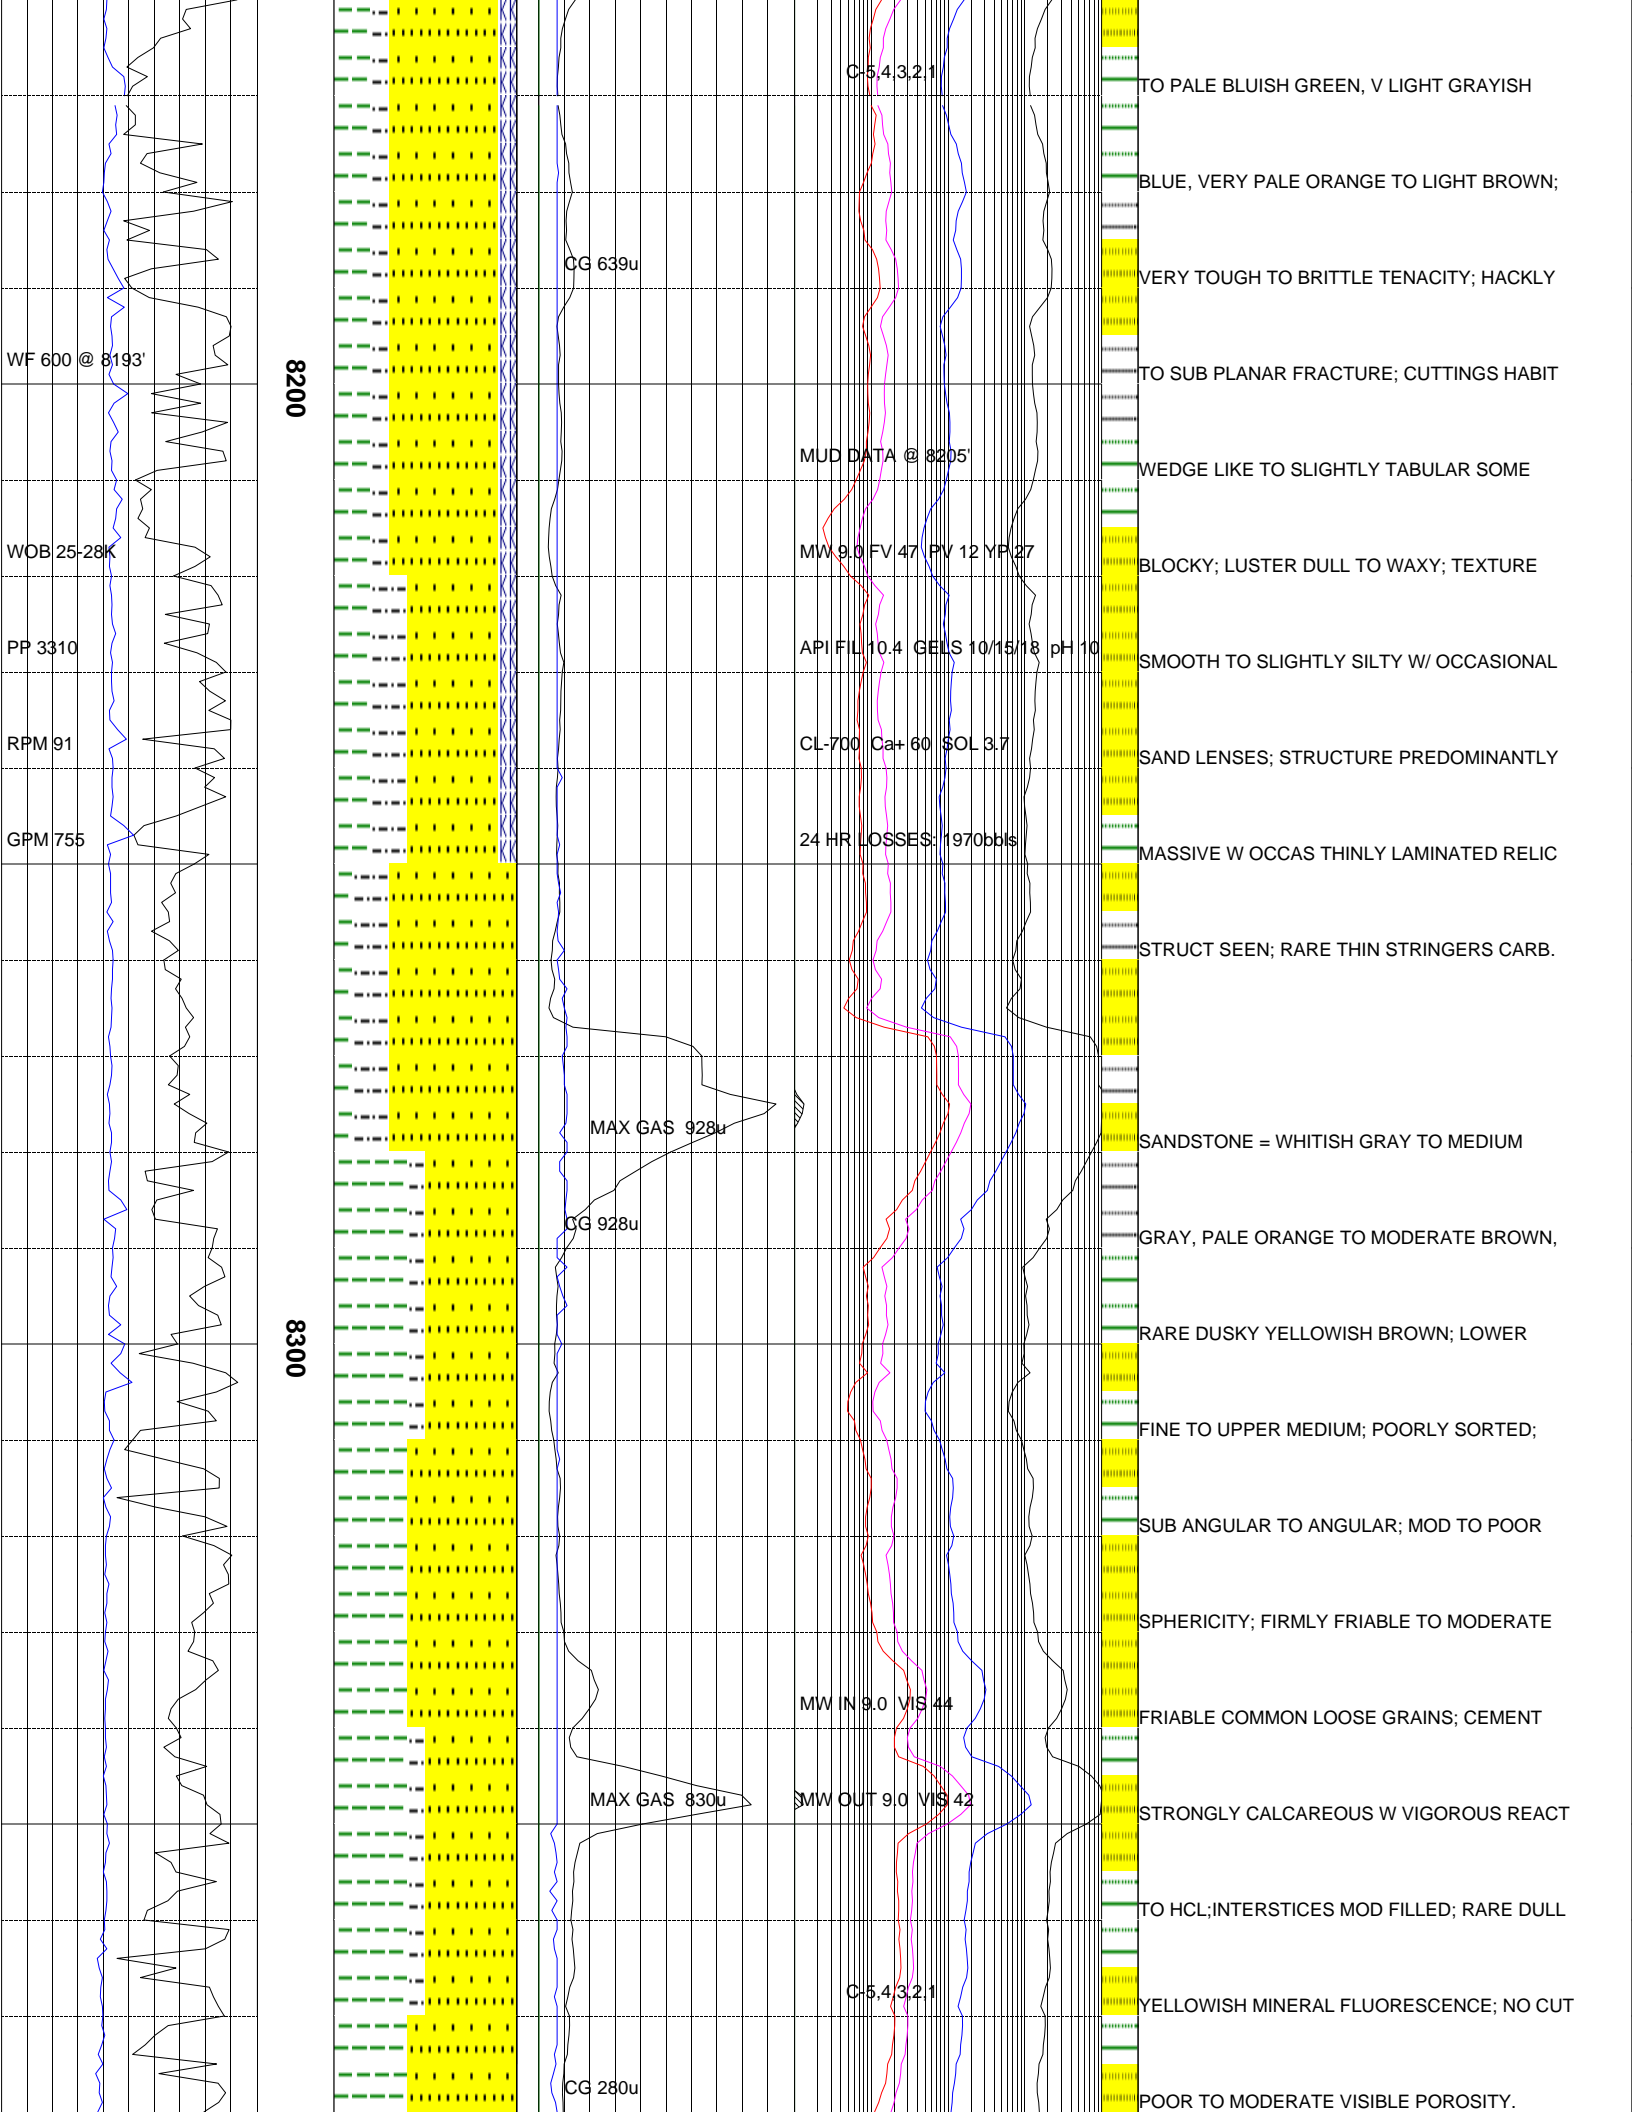 C-5,4,3,2,1
TO PALE BLUISH GREEN, V LIGHT GRAYISH
BLUE, VERY PALE ORANGE TO LIGHT BROWN;
CG 639u
VERY TOUGH TO BRITTLE TENACITY; HACKLY
WF 600 @ 8193'
8200
TO SUB PLANAR FRACTURE; CUTTINGS HABIT
MUD DATA @ 8205'
WEDGE LIKE TO SLIGHTLY TABULAR SOME
WOB 25-28K
MW 9.0 FV 47 PV 12 YP 27
BLOCKY; LUSTER DULL TO WAXY; TEXTURE
PP 3310
API FIL 10.4 GELS 10/15/18 pH 10
SMOOTH TO SLIGHTLY SILTY W/ OCCASIONAL
RPM 91
CL-700 Ca+ 60 SOL 3.7
SAND LENSES; STRUCTURE PREDOMINANTLY
GPM 755
24 HR LOSSES: 1970bbls
MASSIVE W OCCAS THINLY LAMINATED RELIC
STRUCT SEEN; RARE THIN STRINGERS CARB.
MAX GAS 928u
SANDSTONE = WHITISH GRAY TO MEDIUM
CG 928u
GRAY, PALE ORANGE TO MODERATE BROWN,
8300
RARE DUSKY YELLOWISH BROWN; LOWER
FINE TO UPPER MEDIUM; POORLY SORTED;
SUB ANGULAR TO ANGULAR; MOD TO POOR
SPHERICITY; FIRMLY FRIABLE TO MODERATE
MW IN 9.0 VIS 44
FRIABLE COMMON LOOSE GRAINS; CEMENT
MAX GAS 830u
MW OUT 9.0 VIS 42
STRONGLY CALCAREOUS W VIGOROUS REACT
TO HCL;INTERSTICES MOD FILLED; RARE DULL
C-5,4,3,2,1
YELLOWISH MINERAL FLUORESCENCE; NO CUT
CG 280u
POOR TO MODERATE VISIBLE POROSITY.